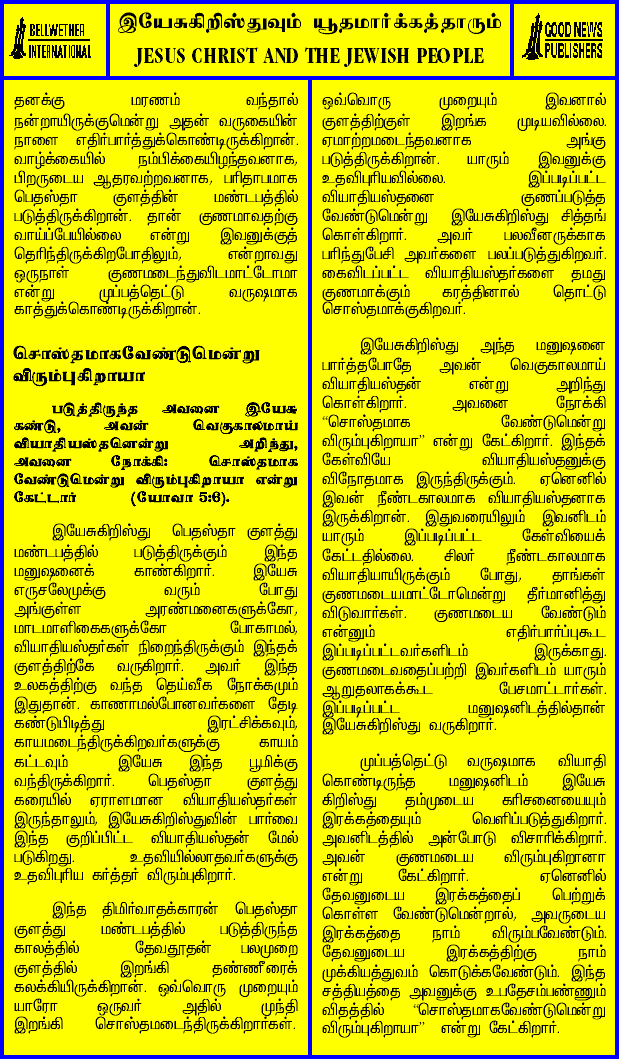 BELLWETHER
INTERNATIONAL
இயேசுகிறிஸ்துவும் யூதமார்க்கத்தாரும்
JESUS CHRIST AND THE JEWISH PEOPLE
GOOD NEWS
PUBLISHERS
தனக்கு மரணம் வந்தால்
நன்றாயிருக்குமென்று அதன் வருகையின்
நாளை எதிர்பார்த்துக்கொண்டிருக்கிறான்.
வாழ்க்கையில் நம்பிக்கையிழந்தவனாக,
பிறருடைய ஆதரவற்றவனாக, பரிதாபமாக
பெதஸ்தா குளத்தின் மண்டபத்தில்
படுத்திருக்கிறான். தான் குணமாவதற்கு
வாய்ப்பேயில்லை என்று இவனுக்குத்
தெரிந்திருக்கிறபோதிலும், என்றாவது
ஒருநாள் குணமடைந்துவிடமாட்டோமா
என்று முப்பத்தெட்டு வருஷமாக
காத்துக்கொண்டிருக்கிறான்.
சொஸ்தமாகவேண்டுமென்று
விரும்புகிறாயா
படுத்திருந்த அவனை இயேசு
கண்டு, அவன் வெகுகாலமாய்
வியாதியஸ்தனென்று அறிந்து,
அவனை நோக்கி: சொஸ்தமாக
வேண்டுமென்று விரும்புகிறாயா என்று
கேட்டார் (யோவா 5:6).
இயேசுகிறிஸ்து பெதஸ்தா குளத்து
மண்டபத்தில் படுத்திருக்கும் இந்த
மனுஷனைக் காண்கிறார். இயேசு
எருசலேமுக்கு வரும் போது
அங்குள்ள அரண்மனைகளுக்கோ,
மாடமாளிகைகளுக்கோ போகாமல்,
வியாதியஸ்தர்கள் நிறைந்திருக்கும் இந்தக்
குளத்திற்கே வருகிறார். அவர் இந்த
உலகத்திற்கு வந்த தெய்வீக நோக்கமும்
இதுதான். காணாமல்போனவர்களை தேடி
கண்டுபிடித்து இரட்சிக்கவும்,
காயமடைந்திருக்கிறவர்களுக்கு காயம்
கட்டவும் இயேசு இந்த பூமிக்கு
வந்திருக்கிறார். பெதஸ்தா குளத்து
கரையில் ஏராளமான வியாதியஸ்தர்கள்
இருந்தாலும், இயேசுகிறிஸ்துவின் பார்வை
இந்த குறிப்பிட்ட வியாதியஸ்தன் மேல்
படுகிறது. உதவியில்லாதவர்களுக்கு
உதவிபுரிய கர்த்தர் விரும்புகிறார்.
இந்த திமிர்வாதக்காரன் பெதஸ்தா
குளத்து மண்டபத்தில் படுத்திருந்த
காலத்தில் தேவதூதன் பலமுறை
குளத்தில் இறங்கி தண்ணீரைக்
கலக்கியிருக்கிறான். ஒவ்வொரு முறையும்
யாரோ ஒருவர் அதில் முந்தி
இறங்கி சொஸ்தமடைந்திருக்கிறார்கள்.
ஒவ்வொரு முறையும் இவனால்
குளத்திற்குள் இறங்க முடியவில்லை.
ஏமாற்றமடைந்தவனாக அங்கு
படுத்திருக்கிறான். யாரும் இவனுக்கு
உதவிபுரியவில்லை. இப்படிப்பட்ட
வியாதியஸ்தனை குணப்படுத்த
வேண்டுமென்று இயேசுகிறிஸ்து சித்தங்
கொள்கிறார். அவர் பலவீனருக்காக
பரிந்துபேசி அவர்களை பலப்படுத்துகிறவர்.
கைவிடப்பட்ட வியாதியஸ்தர்களை தமது
குணமாக்கும் கரத்தினால் தொட்டு
சொஸ்தமாக்குகிறவர்.
இயேசுகிறிஸ்து அந்த மனுஷனை
பார்த்தபோதே அவன் வெகுகாலமாய்
வியாதியஸ்தன் என்று அறிந்து
கொள்கிறார். அவனை நோக்கி
“சொஸ்தமாக வேண்டுமென்று
விரும்புகிறாயா” என்று கேட்கிறார். இந்தக்
கேள்வியே வியாதியஸ்தனுக்கு
விநோதமாக இருந்திருக்கும். ஏனெனில்
இவன் நீண்டகாலமாக வியாதியஸ்தனாக
இருக்கிறான். இதுவரையிலும் இவனிடம்
யாரும் இப்படிப்பட்ட கேள்வியைக்
கேட்டதில்லை. சிலர் நீண்டகாலமாக
வியாதியாயிருக்கும் போது, தாங்கள்
குணமடையமாட்டோமென்று தீர்மானித்து
விடுவார்கள். குணமடைய வேண்டும்
என்னும் எதிர்பார்ப்புகூட
இப்படிப்பட்டவர்களிடம் இருக்காது.
குணமடைவதைப்பற்றி இவர்களிடம் யாரும்
ஆறுதலாகக்கூட பேசமாட்டார்கள்.
இப்படிப்பட்ட மனுஷனிடத்தில்தான்
இயேசுகிறிஸ்து வருகிறார்.
முப்பத்தெட்டு வருஷமாக வியாதி
கொண்டிருந்த மனுஷனிடம் இயேசு
கிறிஸ்து தம்முடைய கரிசனையையும்
இரக்கத்தையும் வெளிப்படுத்துகிறார்.
அவனிடத்தில் அன்போடு விசாரிக்கிறார்.
அவன் குணமடைய விரும்புகிறானா
என்று கேட்கிறார். ஏனெனில்
தேவனுடைய இரக்கத்தைப் பெற்றுக்
கொள்ள வேண்டுமென்றால், அவருடைய
இரக்கத்தை நாம் விரும்பவேண்டும்.
தேவனுடைய இரக்கத்திற்கு நாம்
முக்கியத்துவம் கொடுக்கவேண்டும். இந்த
சத்தியத்தை அவனுக்கு உபதேசம்பண்ணும்
விதத்தில் “சொஸ்தமாகவேண்டுமென்று
விரும்புகிறாயா” என்று கேட்கிறார்.